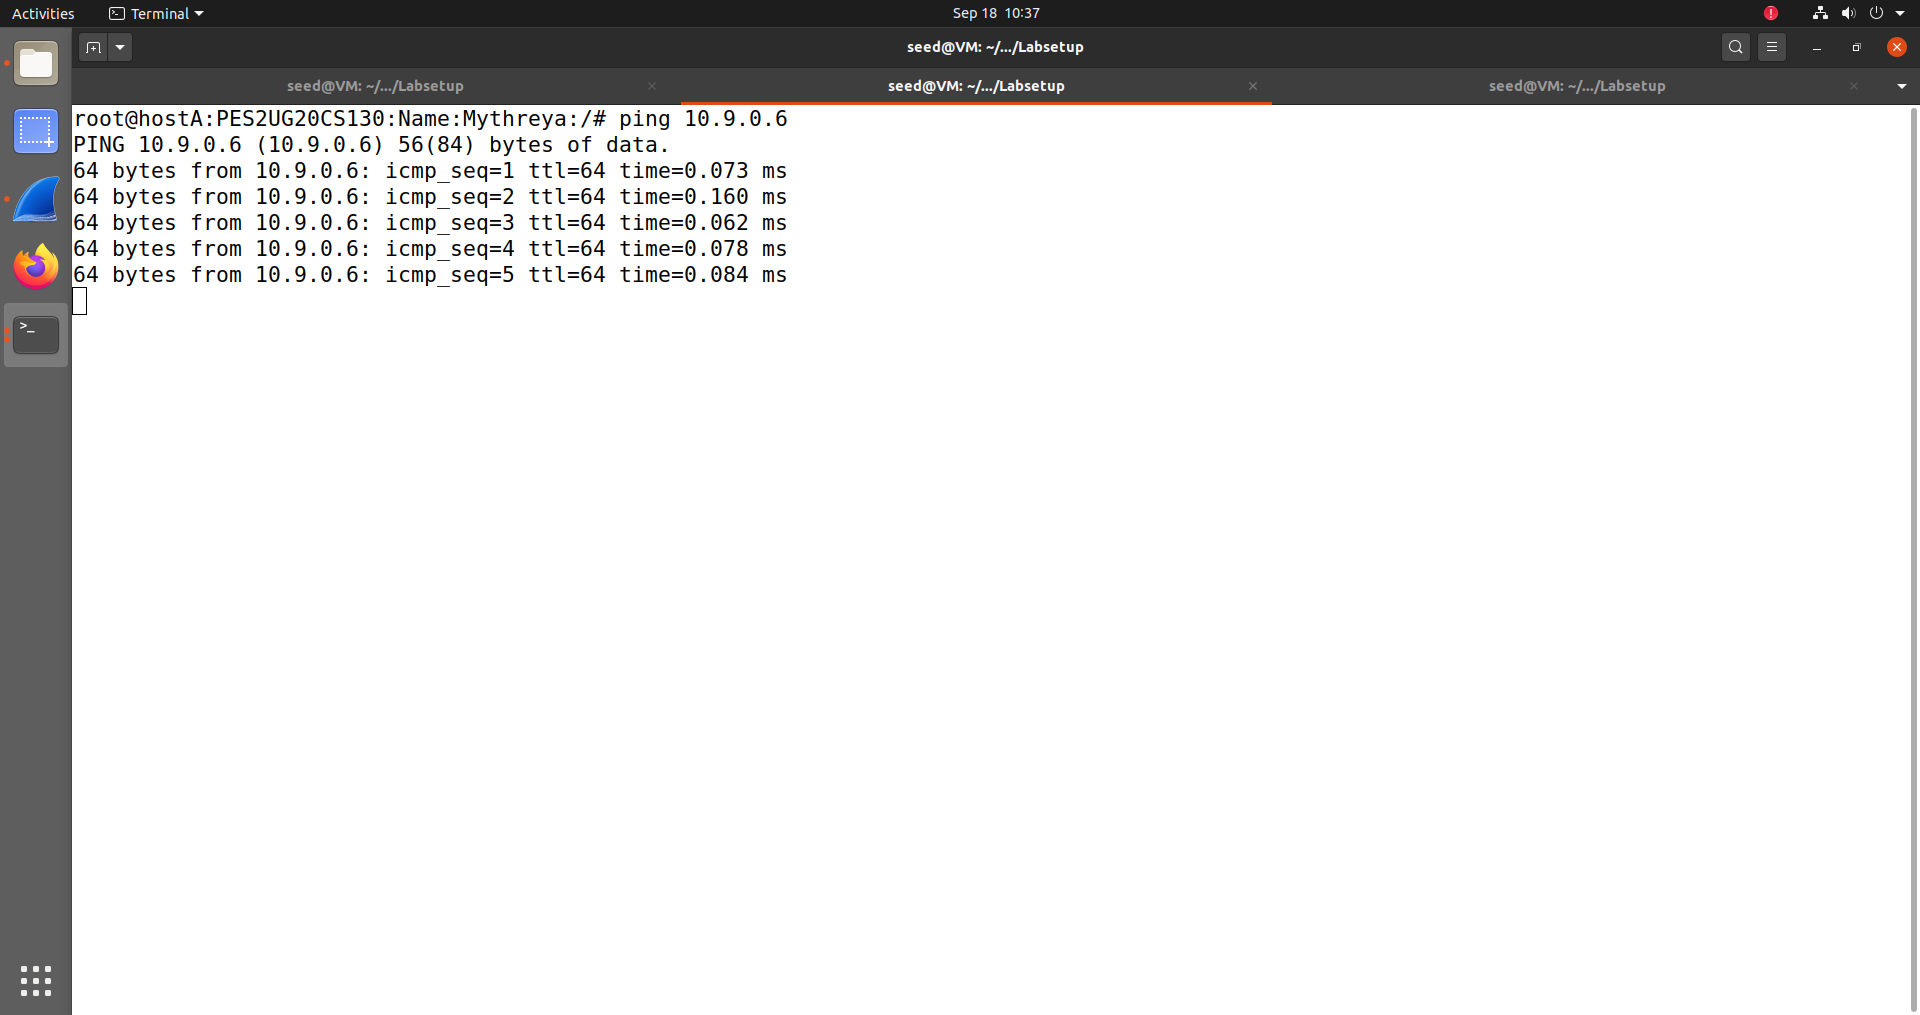 Activities Terminal Sep 18 10:37
seed@VM: ~/.../Labsetup
seed@VM: ~/.../Labsetup seed@VM: ~/.../Labsetup seed@VM: ~/.../Labsetup
root@hostA:PES2UG20CS130:Name:Mythreya:/# ping 10.9.0.6
PING 10.9.0.6 (10.9.0.6) 56(84) bytes of data.
64 bytes from 10.9.0.6: icmp_seq=1 ttl=64 time=0.073 ms
64 bytes from 10.9.0.6: icmp_seq=2 ttl=64 time=0.160 ms
64 bytes from 10.9.0.6: icmp_seq=3 ttl=64 time=0.062 ms
64 bytes from 10.9.0.6: icmp_seq=4 ttl=64 time=0.078 ms
64 bytes from 10.9.0.6: icmp_seq=5 ttl=64 time=0.084 ms